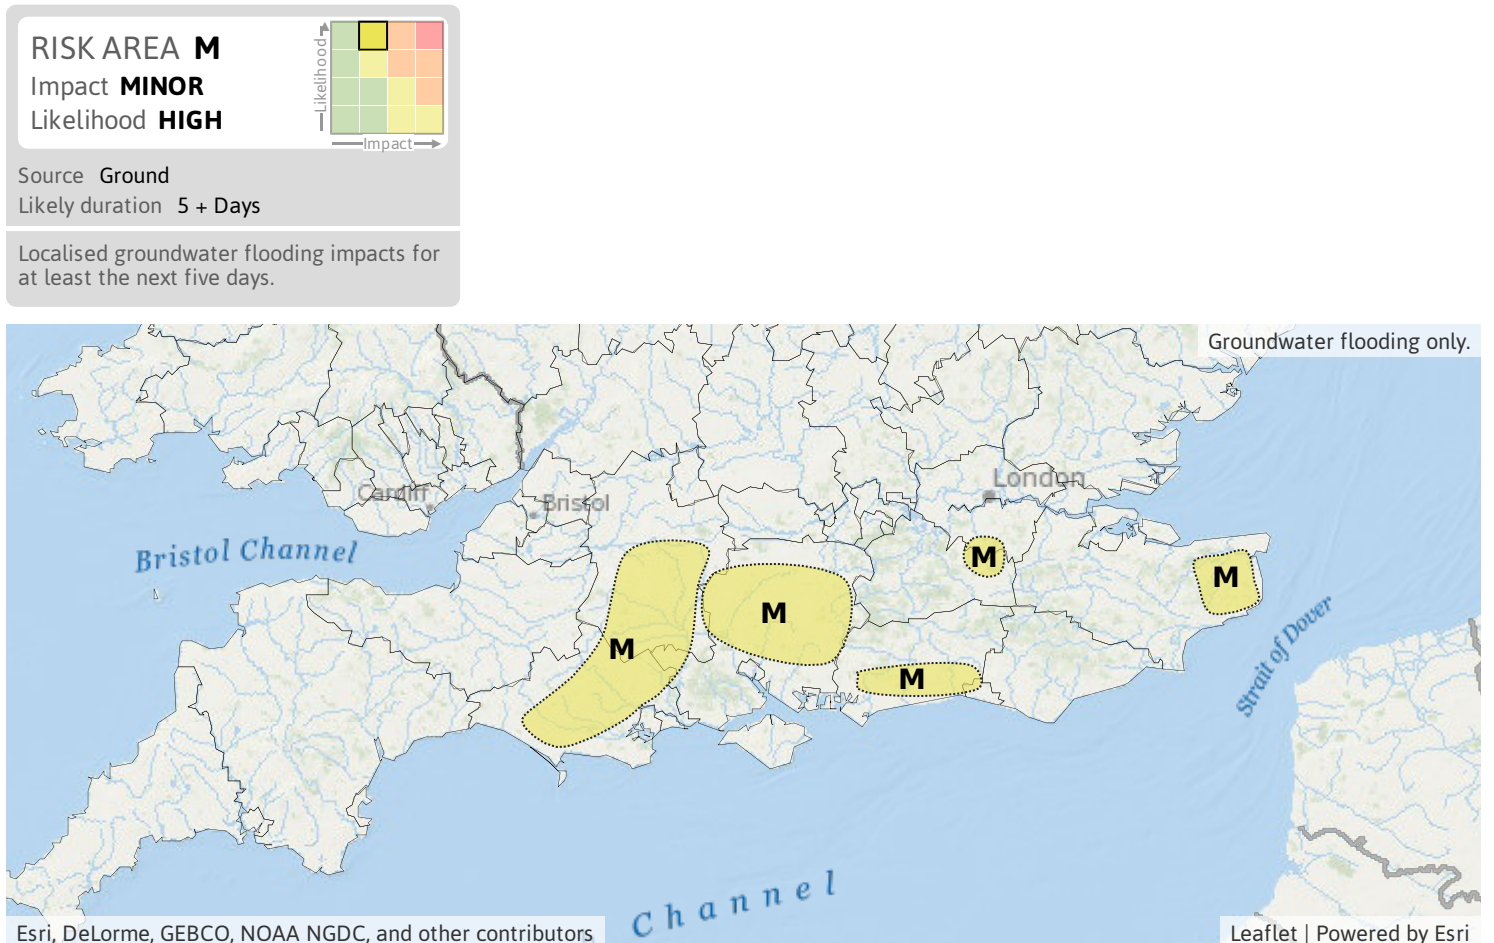 RISK AREA M
Impact MINOR
Likelihood HIGH
Likelihood
Impact
Source Ground
Likely duration 5 + Days
Localised groundwater flooding impacts for
at least the next five days.
Groundwater flooding only.
London
Cardiff
Bristol
Bristol Channel
M
M
M
M
M
Strait of Dover
Channel
Esri, DeLorme, GEBCO, NOAA NGDC, and other contributors
Leaflet | Powered by Esri